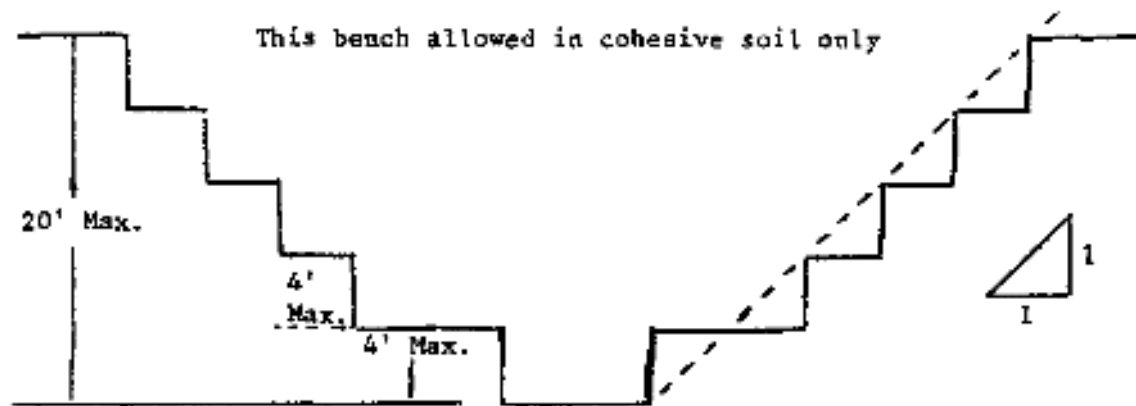 This bench allowed in cohesive soil only
20' Max.
4'
Max.
4' Max.
1
1